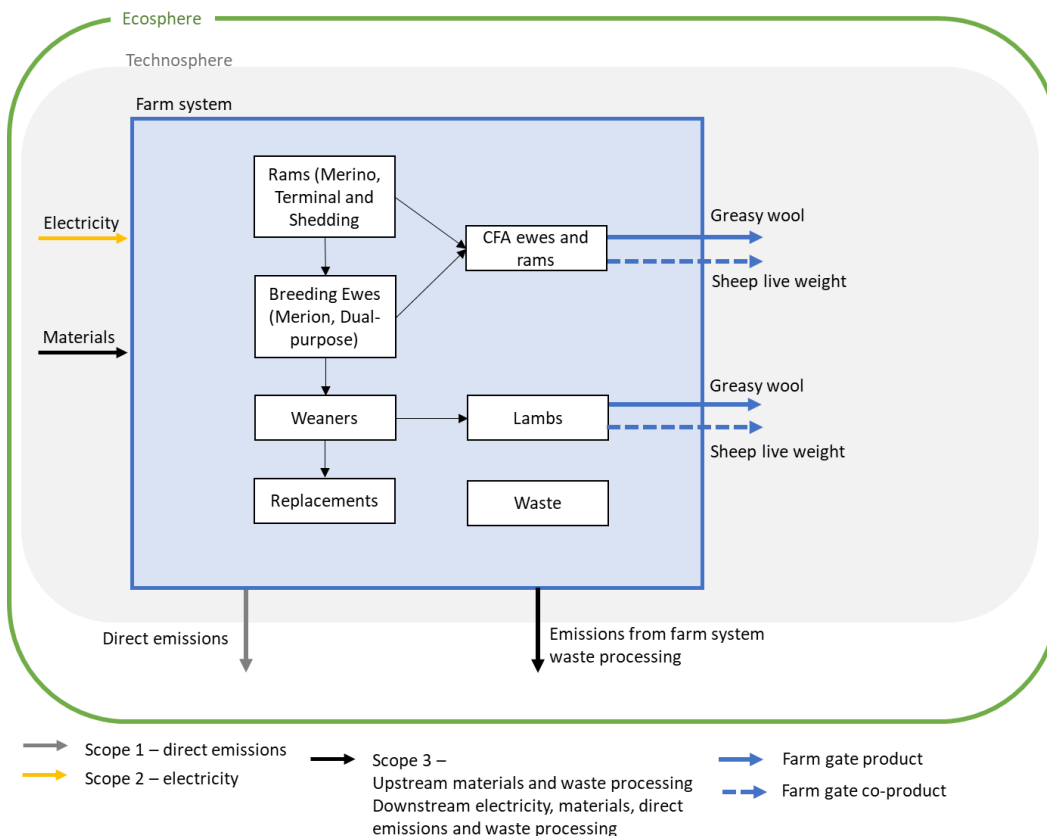 Ecosphere
Technosphere
Farm system
Rams (Merino,
Terminal and
Shedding
Electricity
Greasy wool
CFA ewes and
rams
Sheep live weight
Breeding Ewes
(Merion, Dual-
purpose)
Materials
Greasy wool
Weaners
Lambs
Sheep live weight
Replacements
Waste
Direct emissions
Emissions from farm system
waste processing
Scope 1 – direct emissions
Scope 2 – electricity
Scope 3 –
Upstream materials and waste processing
Downstream electricity, materials, direct
emissions and waste processing
Farm gate product
Farm gate co-product